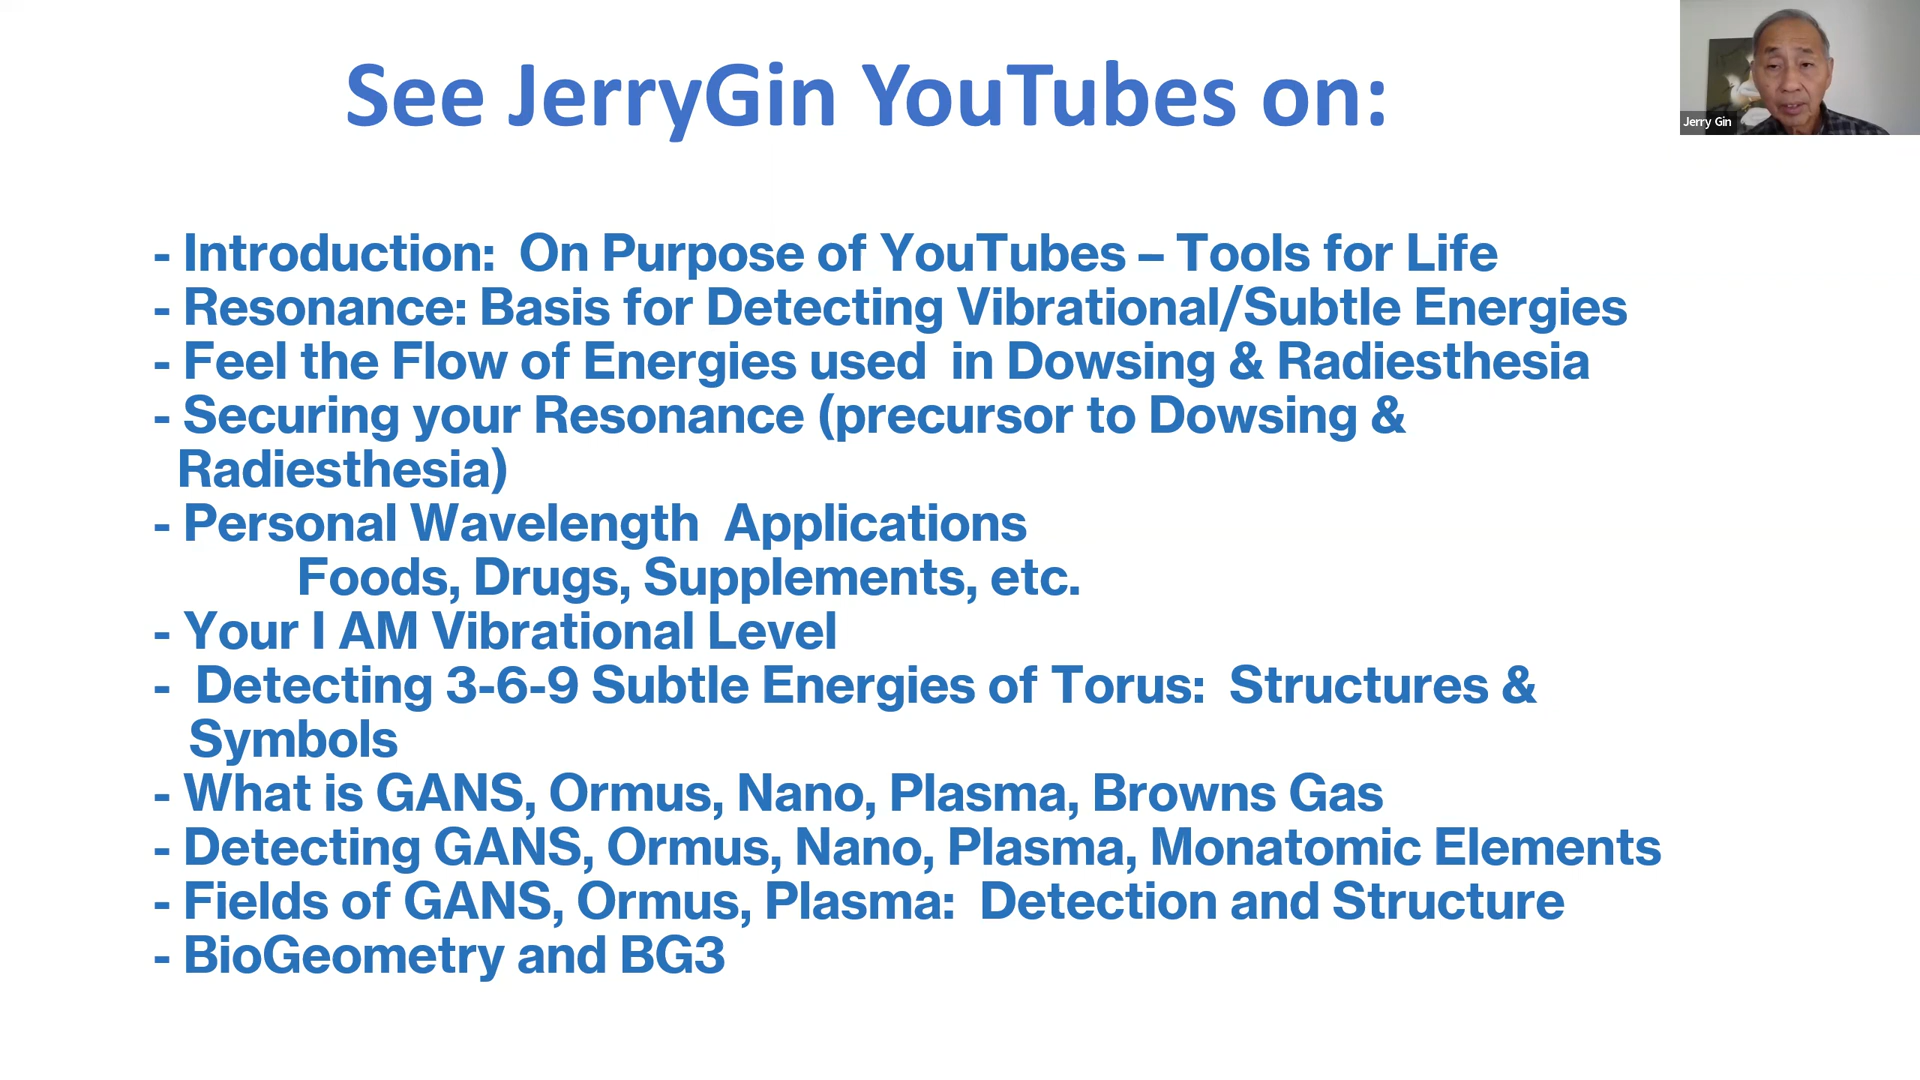 See JerryGin YouTubes on:
Jerry Gin
- Introduction: On Purpose of YouTubes – Tools for Life
- Resonance: Basis for Detecting Vibrational/Subtle Energies
- Feel the Flow of Energies used in Dowsing & Radiesthesia
- Securing your Resonance (precursor to Dowsing &
Radiesthesia)
- Personal Wavelength Applications
Foods, Drugs, Supplements, etc.
- Your I AM Vibrational Level
- Detecting 3-6-9 Subtle Energies of Torus: Structures &
Symbols
- What is GANS, Ormus, Nano, Plasma, Browns Gas
- Detecting GANS, Ormus, Nano, Plasma, Monatomic Elements
- Fields of GANS, Ormus, Plasma: Detection and Structure
- BioGeometry and BG3